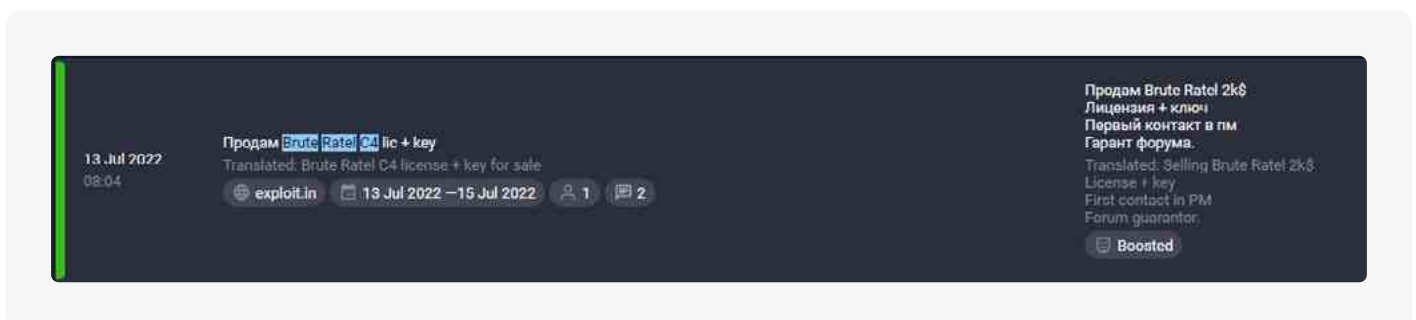 13 Jul 2022
08:04
Продам Brute Ratel C4 lic + key
Translated: Brute Ratel C4 license + key for sale
exploit.in
13 Jul 2022 —15 Jul 2022
1
2
Продам Brute Ratel 2k$
Лицензия + ключ
Первый контакт в пм
Гарант форума.
Translated: Selling Brute Ratel 2k$
License + key
First contact in PM
Forum guarantor.
Boosted